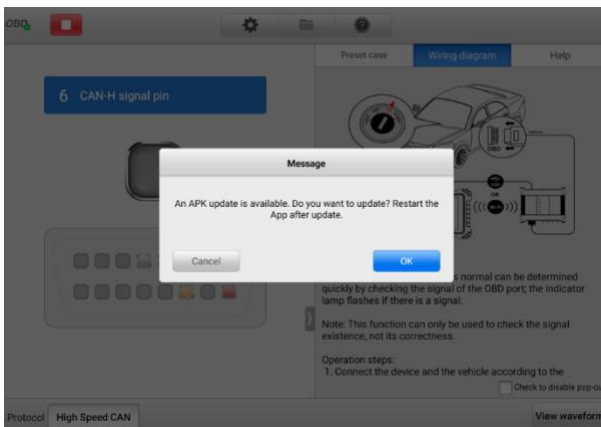 OBD
Preset case
Wiring diagram
Help
6 CAN-H signal pin
OBD
OR
Message
An APK update is available. Do you want to update? Restart the
App after update.
Cancel
OK
s normal can be determined
quickly by checking the signal of the OBD port; the indicator
lamp flashes if there is a signal.
Note: This function can only be used to check the signal
existence, not its correctness.
Operation steps:
1. Connect the device and the vehicle according to the
Check to disable pop-ou
Protocol
High Speed CAN
View waveform